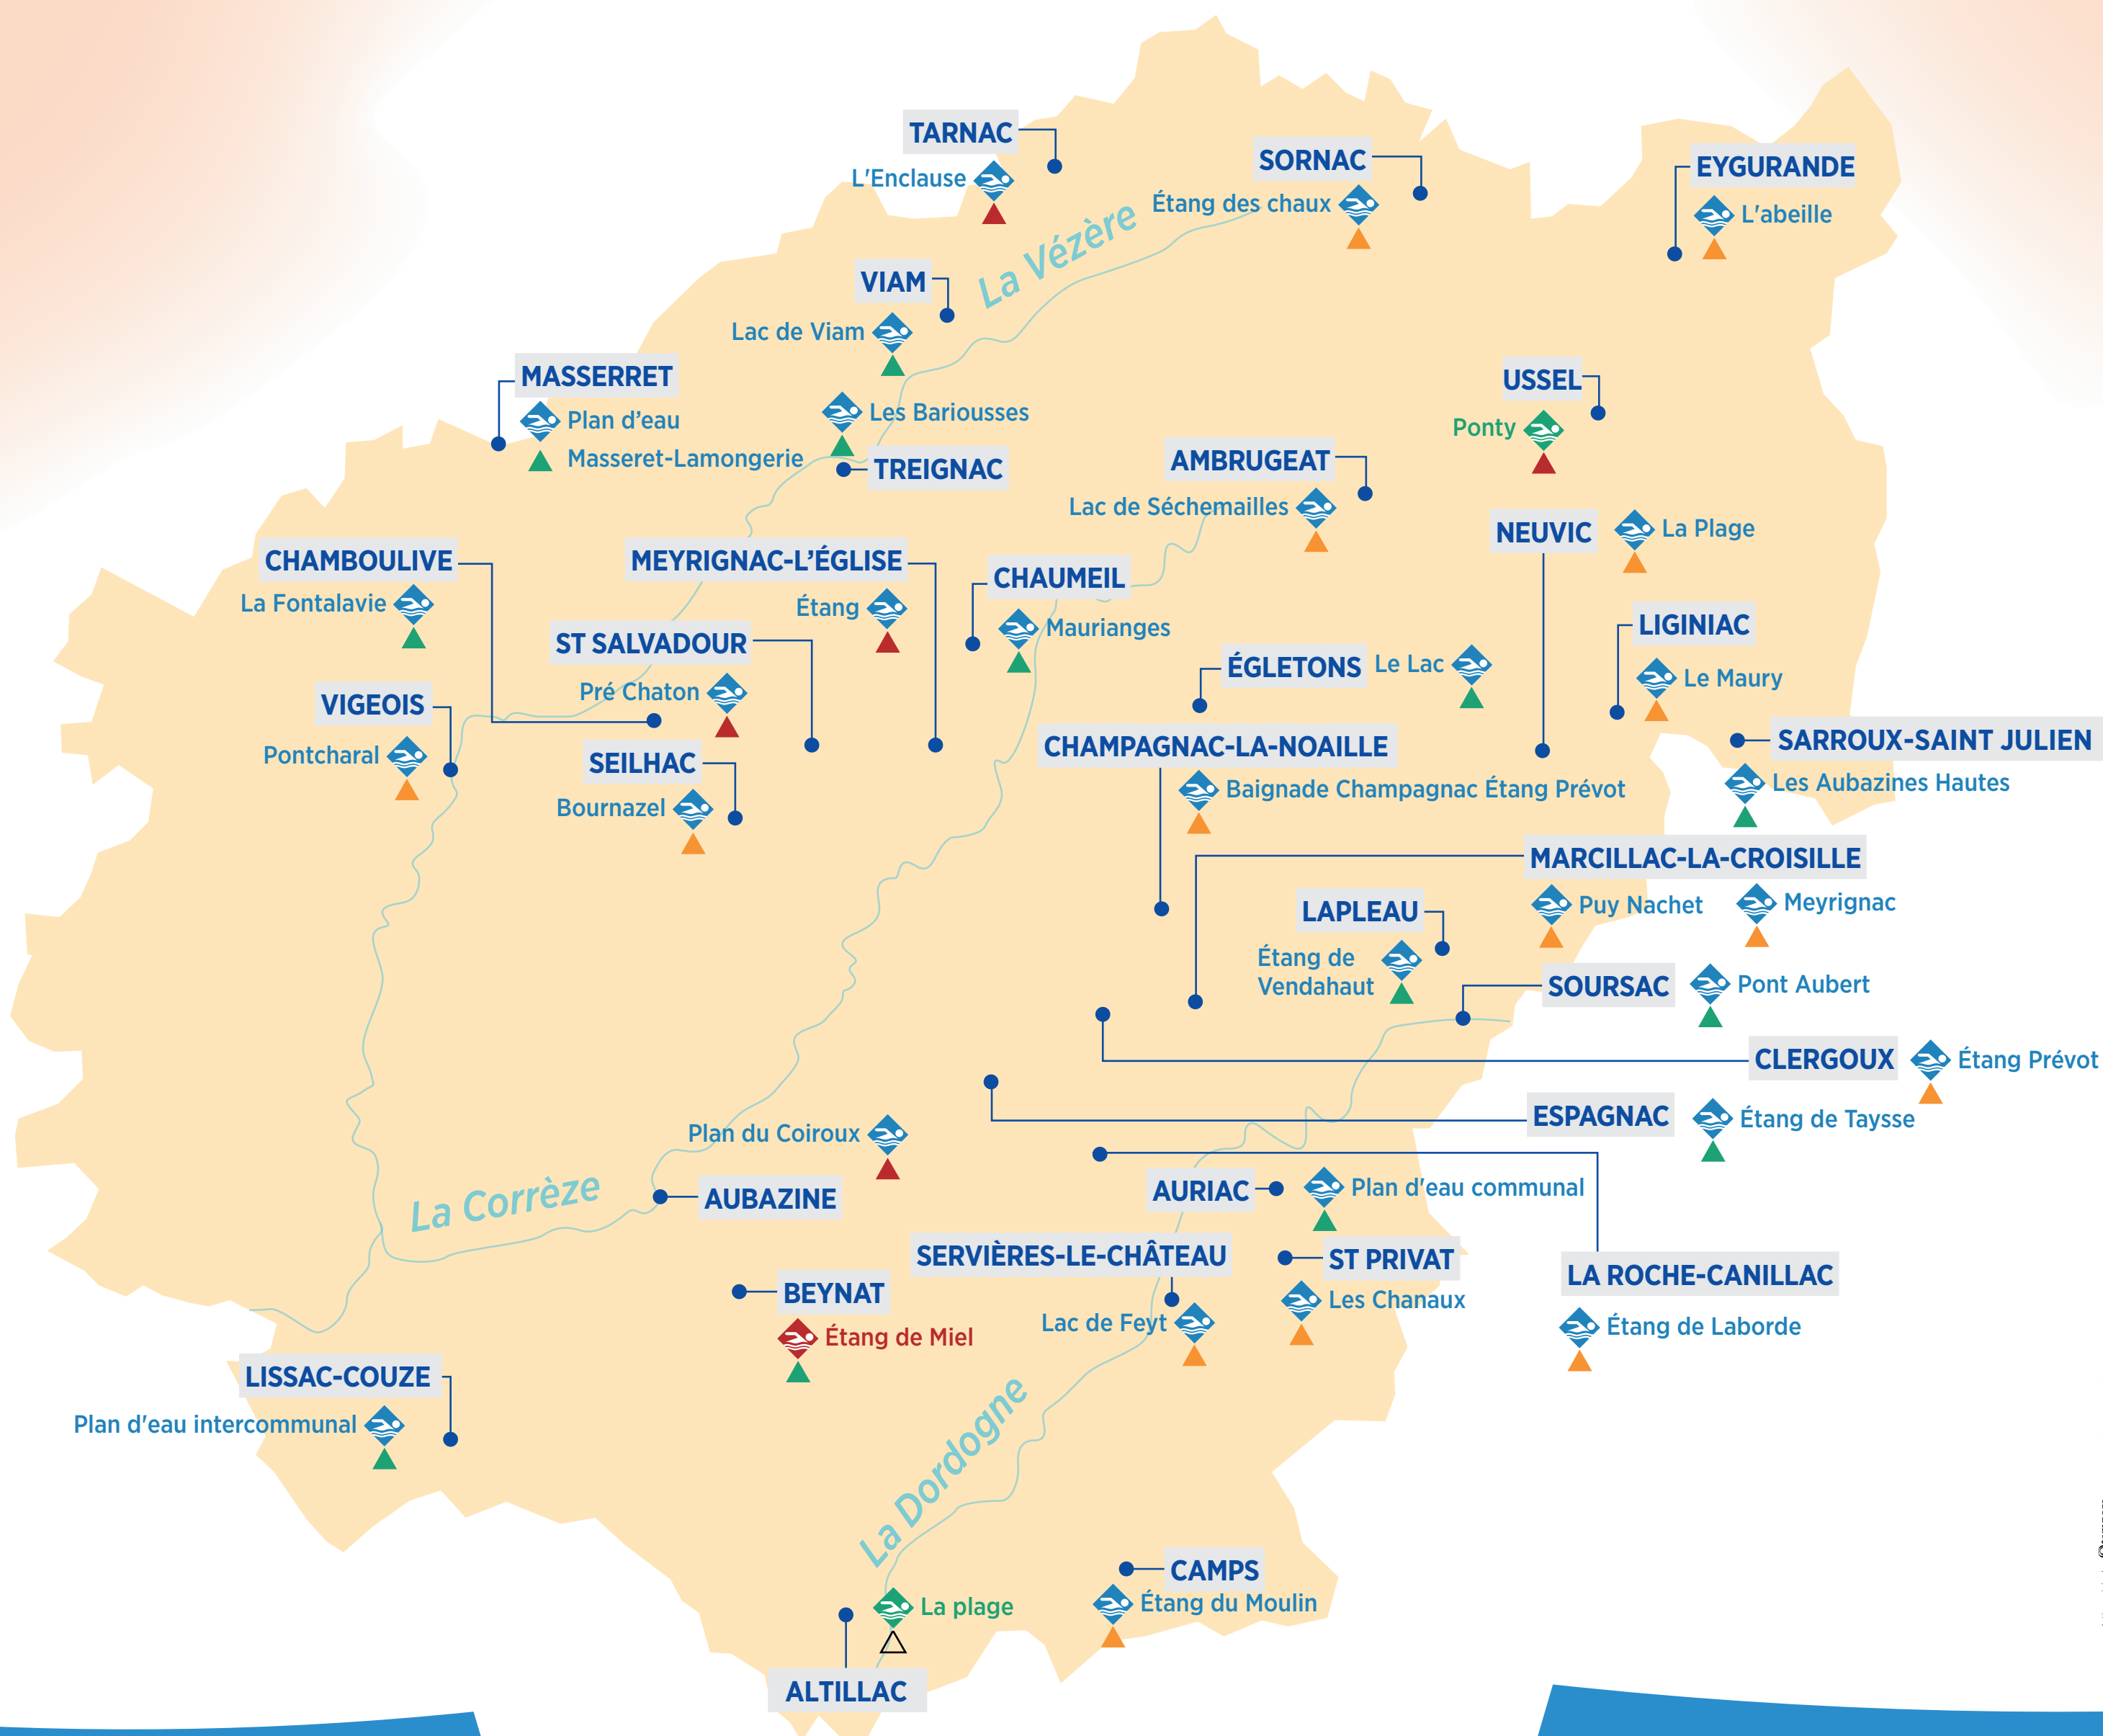 TARNAC
L'Enclause
SORNAC
Étang des chaux
EYGURANDE
L'abeille
La Vézère
VIAM
Lac de Viam
MASSERRET
Plan d’eau
Masseret-Lamongerie
Les Bariousses
TREIGNAC
USSEL
Ponty
AMBRUGEAT
Lac de Séchemailles
NEUVIC
La Plage
CHAMBOULIVE
La Fontalavie
MEYRIGNAC-L’ÉGLISE
Étang
CHAUMEIL
Maurianges
ST SALVADOUR
Pré Chaton
LIGINIAC
Le Maury
ÉGLETONS
Le Lac
VIGEOIS
Pontcharal
SEILHAC
Bournazel
CHAMPAGNAC-LA-NOAILLE
Baignade Champagnac Étang Prévot
SARROUX-SAINT JULIEN
Les Aubazines Hautes
MARCILLAC-LA-CROISILLE
Puy Nachet
Meyrignac
LAPLEAU
Étang de
Vendahaut
SOURSAC
Pont Aubert
CLERGOUX
Étang Prévot
ESPAGNAC
Étang de Taysse
Plan du Coiroux
AUBAZINE
La Corrèze
AURIAC
Plan d'eau communal
SERVIÈRES-LE-CHÂTEAU
Lac de Feyt
ST PRIVAT
Les Chanaux
LA ROCHE-CANILLAC
Étang de Laborde
BEYNAT
Étang de Miel
LISSAC-COUZE
Plan d'eau intercommunal
La Dordogne
CAMPS
Étang du Moulin
La plage
ALTILLAC